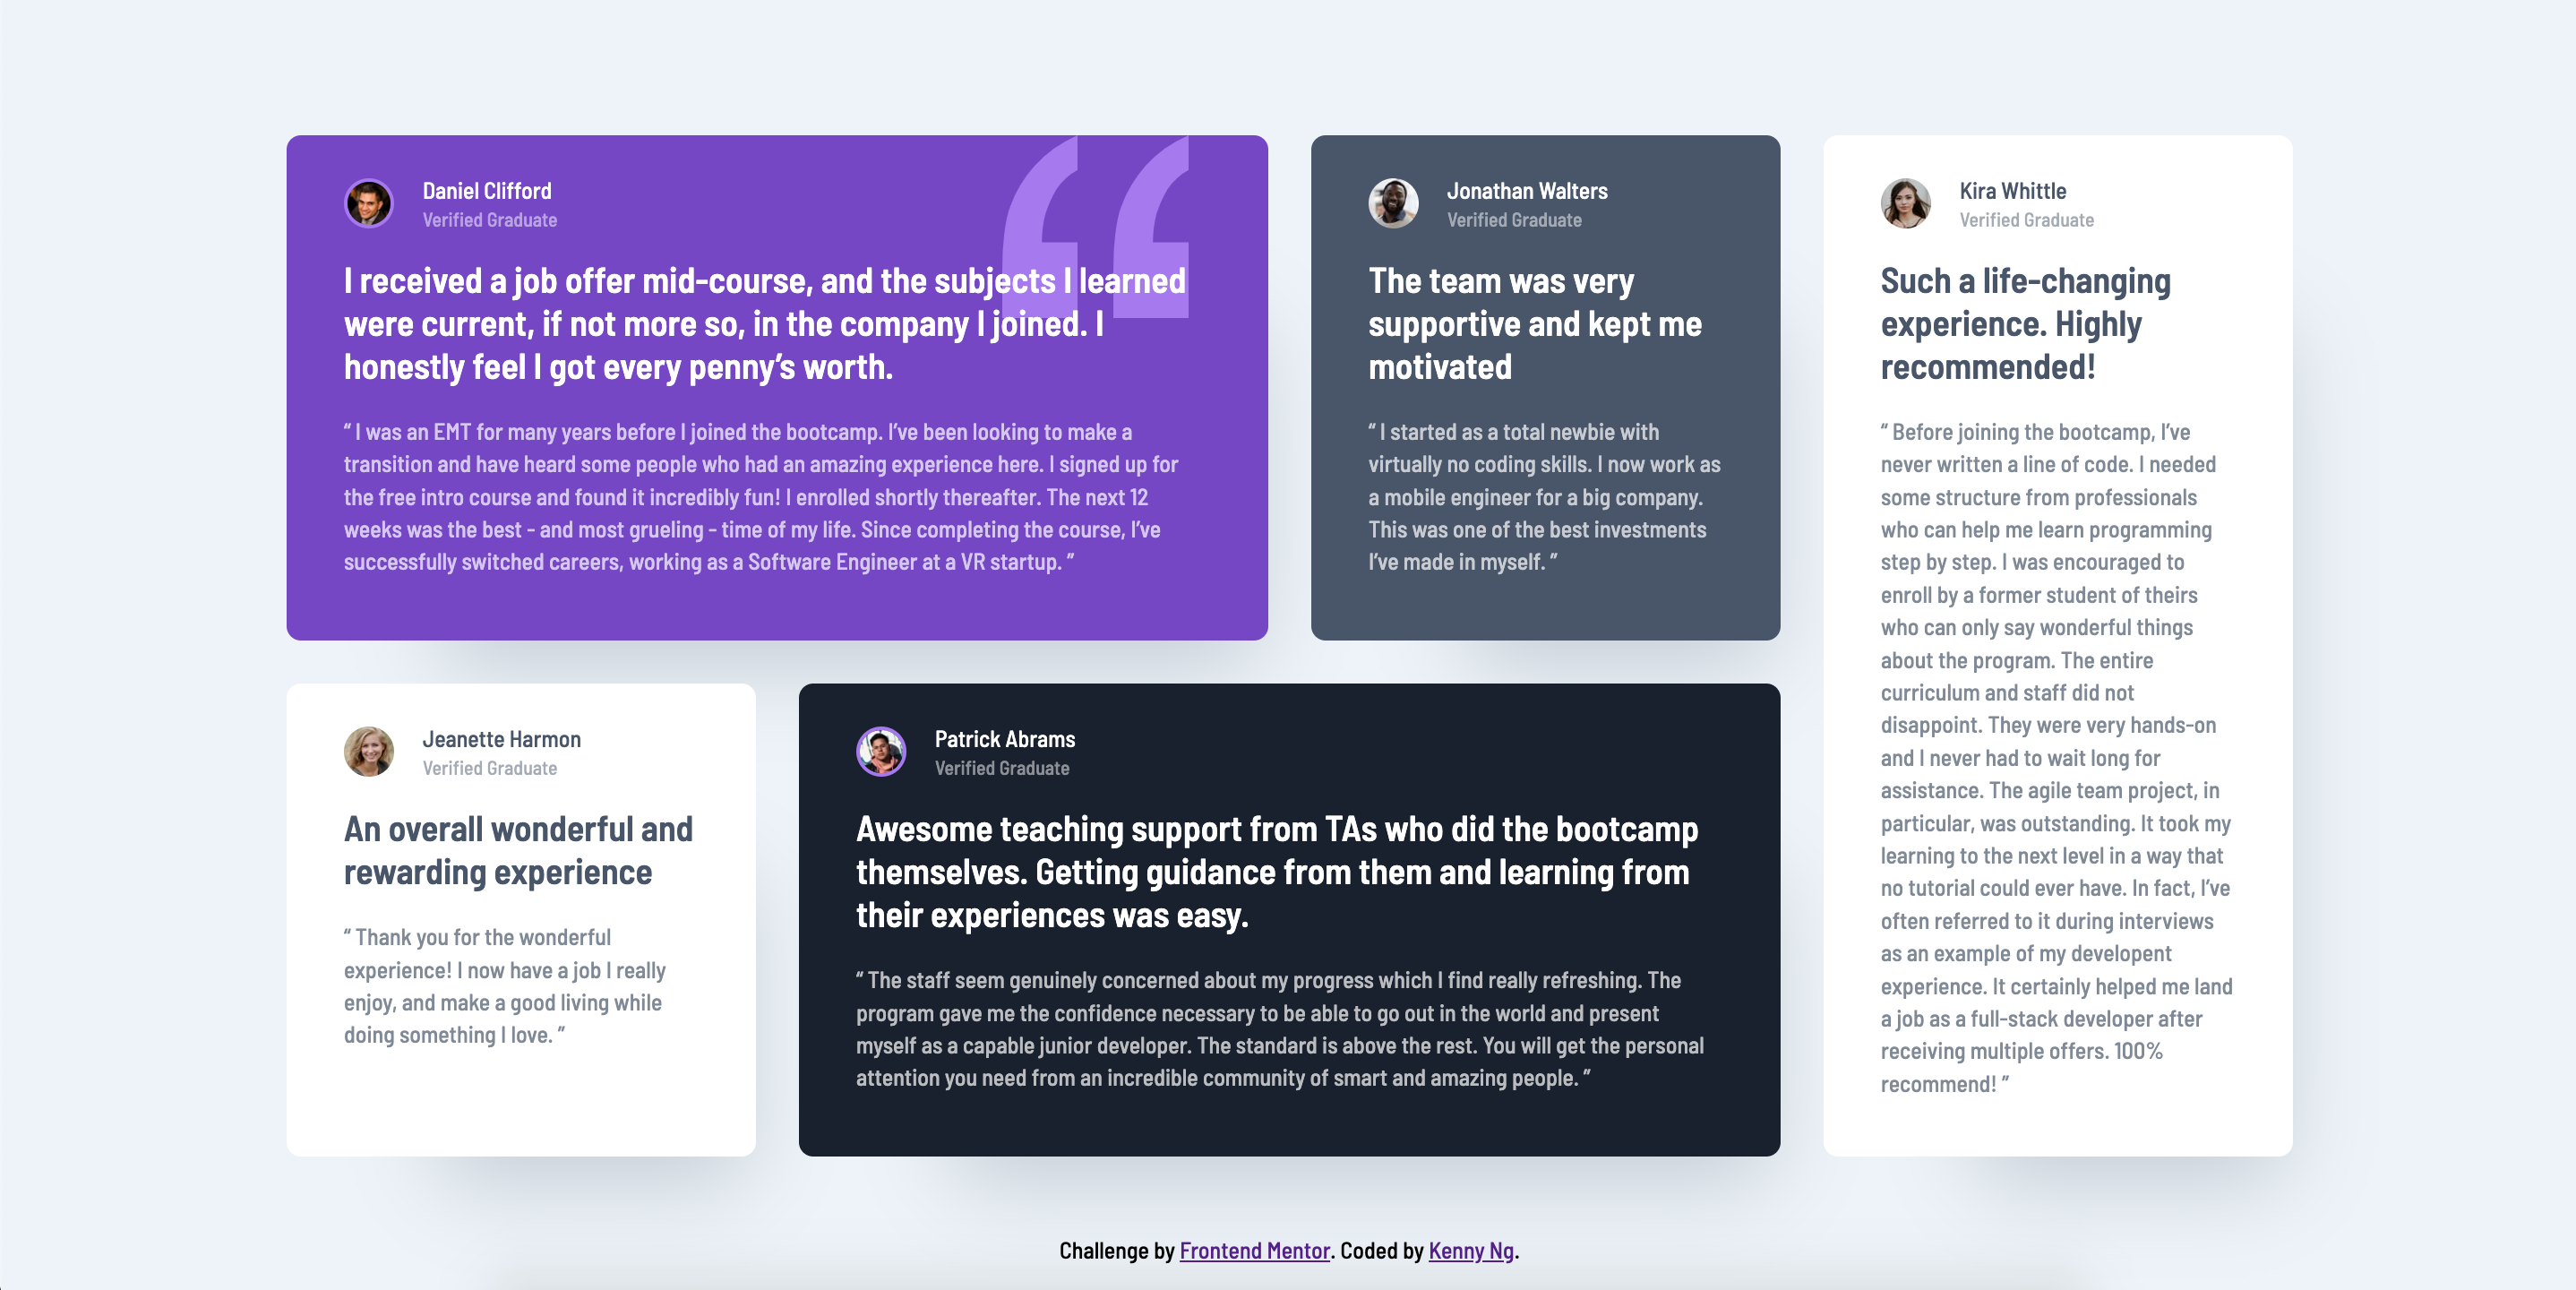 Daniel Clifford
Verified Graduate
I received a job offer mid-course, and the subjects I learned
were current, if not more so, in the company I joined. I
honestly feel I got every penny’s worth.
“ I was an EMT for many years before I joined the bootcamp. I’ve been looking to make a
transition and have heard some people who had an amazing experience here. I signed up for
the free intro course and found it incredibly fun! I enrolled shortly thereafter. The next 12
weeks was the best - and most grueling - time of my life. Since completing the course, I’ve
successfully switched careers, working as a Software Engineer at a VR startup. ”
Jonathan Walters
Verified Graduate
The team was very
supportive and kept me
motivated
“ I started as a total newbie with
virtually no coding skills. I now work as
a mobile engineer for a big company.
This was one of the best investments
I’ve made in myself. ”
Kira Whittle
Verified Graduate
Such a life-changing
experience. Highly
recommended!
“ Before joining the bootcamp, I’ve
never written a line of code. I needed
some structure from professionals
who can help me learn programming
step by step. I was encouraged to
enroll by a former student of theirs
who can only say wonderful things
about the program. The entire
curriculum and staff did not
disappoint. They were very hands-on
and I never had to wait long for
assistance. The agile team project, in
particular, was outstanding. It took my
learning to the next level in a way that
no tutorial could ever have. In fact, I’ve
often referred to it during interviews
as an example of my developent
experience. It certainly helped me land
a job as a full-stack developer after
receiving multiple offers. 100%
recommend! ”
Jeanette Harmon
Verified Graduate
An overall wonderful and
rewarding experience
“ Thank you for the wonderful
experience! I now have a job I really
enjoy, and make a good living while
doing something I love. ”
Patrick Abrams
Verified Graduate
Awesome teaching support from TAs who did the bootcamp
themselves. Getting guidance from them and learning from
their experiences was easy.
“ The staff seem genuinely concerned about my progress which I find really refreshing. The
program gave me the confidence necessary to be able to go out in the world and present
myself as a capable junior developer. The standard is above the rest. You will get the personal
attention you need from an incredible community of smart and amazing people. ”
Challenge by Frontend Mentor. Coded by Kenny Ng.